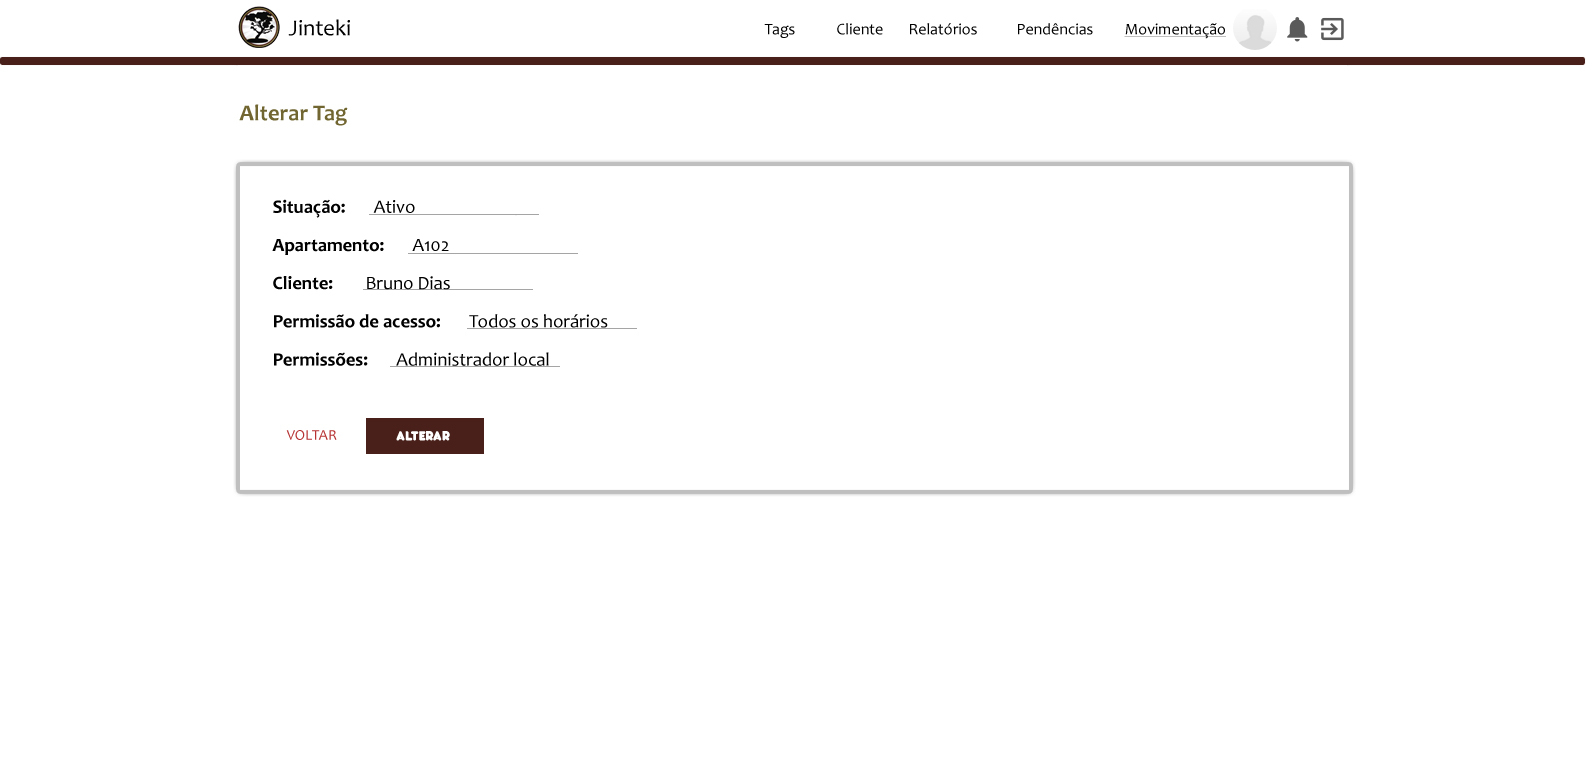 Jinteki Tags Cliente Relatórios Pendências Movimentação
Alterar Tag
Situação: Ativo
Apartamento: A102
Cliente: Bruno Dias
Permissão de acesso: Todos os horários
Permissões: Administrador local
VOLTAR ALTERAR